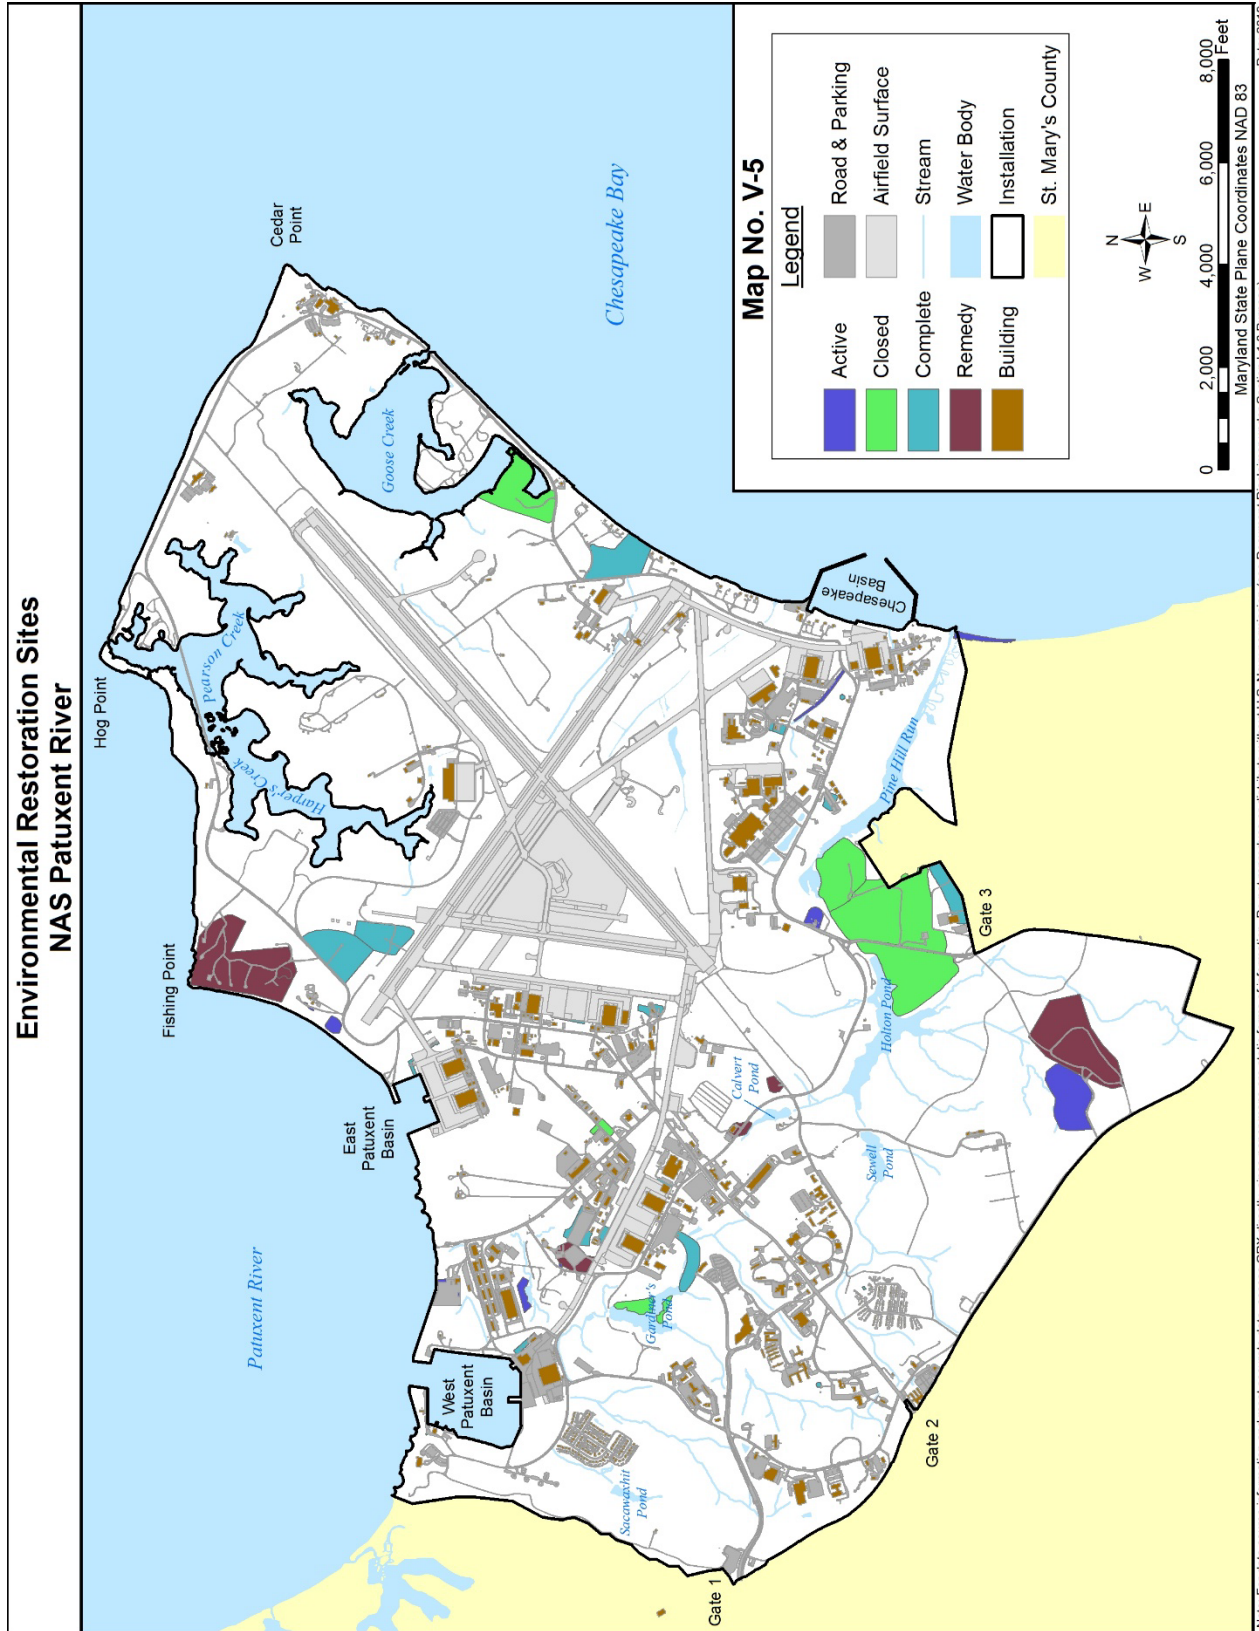 Environmental Restoration Sites
NAS Patuxent River
Hog Point
Cedar
Point
Fishing Point
Pearson Creek
Harper's Creek
Goose Creek
Chesapeake Bay
Patuxent River
East
Patuxent
Basin
West
Patuxent
Basin
Chesapeake
Basin
Pine Hill Run
Gate 3
Holton Pond
Calvert
Pond
Sewell
Pond
Gardiner's
Pond
Sacawaxhit
Pond
Gate 1
Gate 2
Map No. V-5
Legend
Active
Closed
Complete
Remedy
Building
Road & Parking
Airfield Surface
Stream
Water Body
Installation
St. Mary's County
N
W
E
S
0
2,000
4,000
6,000
8,000
Feet
Maryland State Plane Coordinates NAD 83